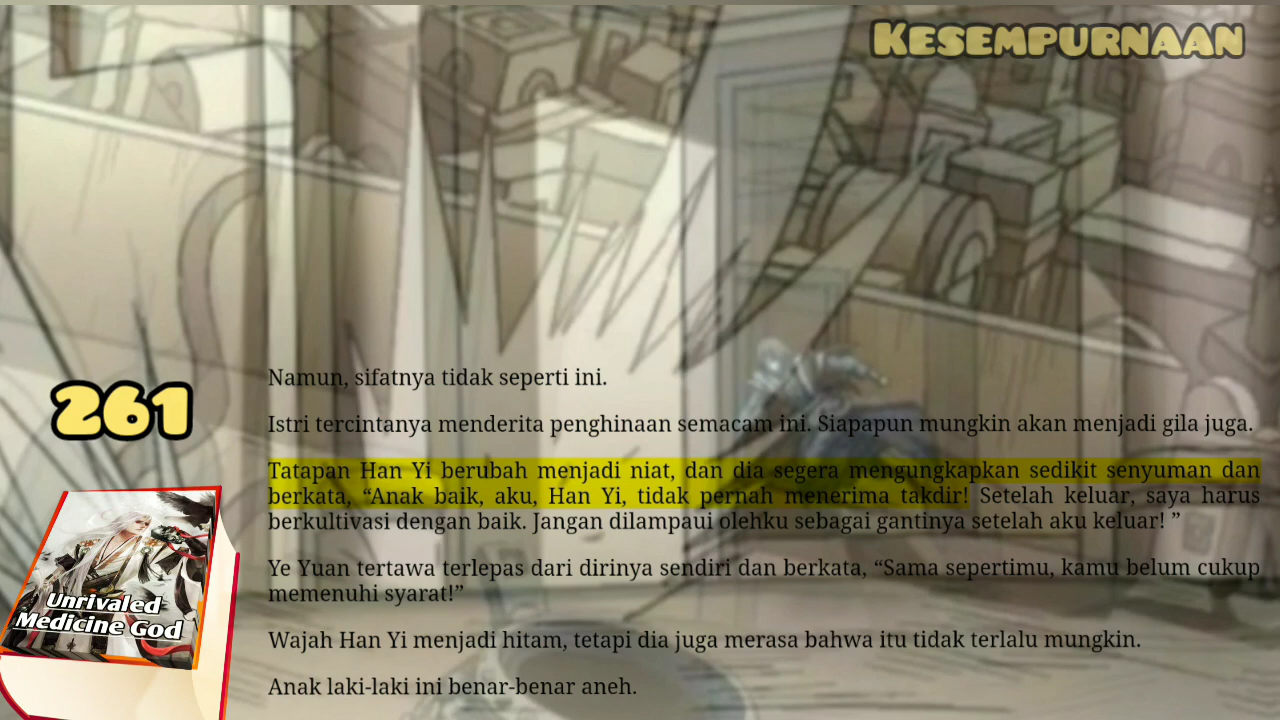 KESEMPURNAAN
261
Namun, sifatnya tidak seperti ini.
Istri tercintanya menderita penghinaan semacam ini. Siapapun mungkin akan menjadi gila juga.
Tatapan Han Yi berubah menjadi niat, dan dia segera mengungkapkan sedikit senyuman dan
berkata, “Anak baik, aku, Han Yi, tidak pernah menerima takdir! Setelah keluar, saya harus
berkultivasi dengan baik. Jangan dilampaui olehku sebagai gantinya setelah aku keluar! ”
Ye Yuan tertawa terlepas dari dirinya sendiri dan berkata, “Sama sepertimu, kamu belum cukup
memenuhi syarat!”
Wajah Han Yi menjadi hitam, tetapi dia juga merasa bahwa itu tidak terlalu mungkin.
Anak laki-laki ini benar-benar aneh.
Unrivaled
Medicine God